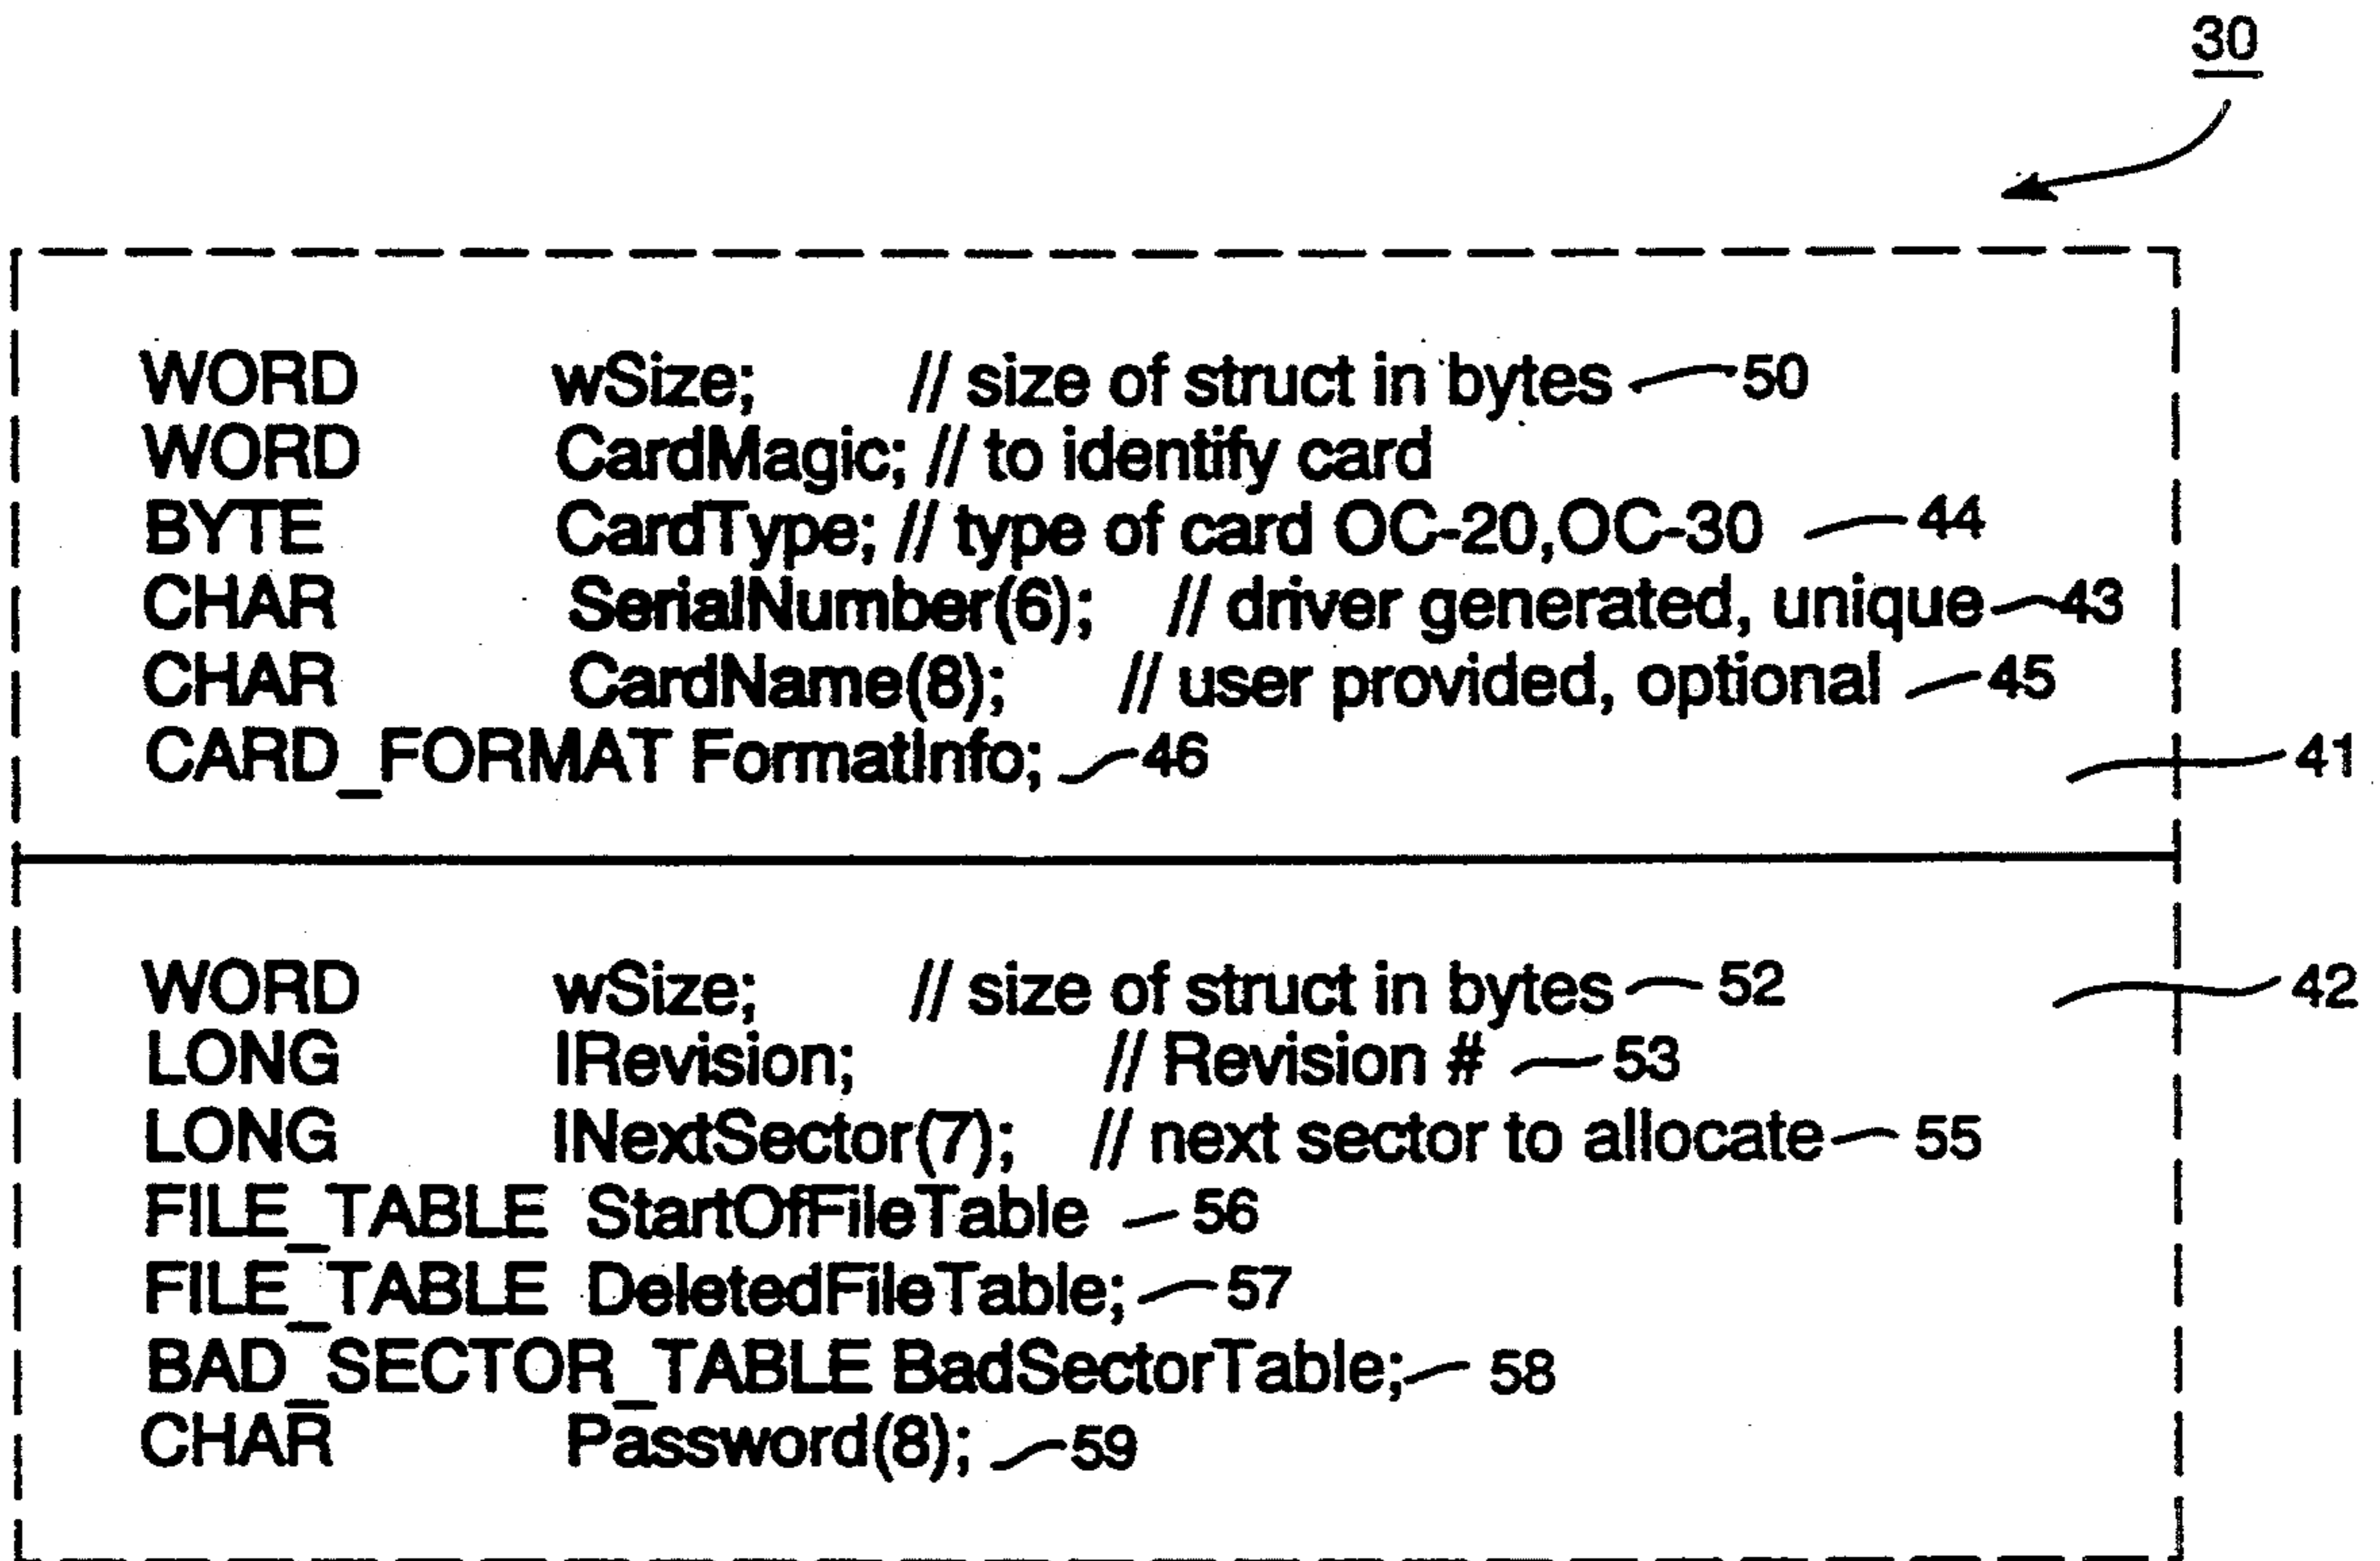 30
WORD wSize; // size of struct in bytes 50
WORD CardMagic; // to identify card
BYTE CardType; // type of card OC-20,OC-30 44
CHAR SerialNumber(6); // driver generated, unique 43
CHAR CardName(8); // user provided, optional 45
CARD_FORMAT FormatInfo; 46
41
WORD wSize; // size of struct in bytes 52
42
LONG lRevision; // Revision # 53
LONG lNextSector(7); // next sector to allocate 55
FILE_TABLE StartOfFileTable 56
FILE_TABLE DeletedFileTable; 57
BAD_SECTOR_TABLE BadSectorTable; 58
CHAR Password(8); 59